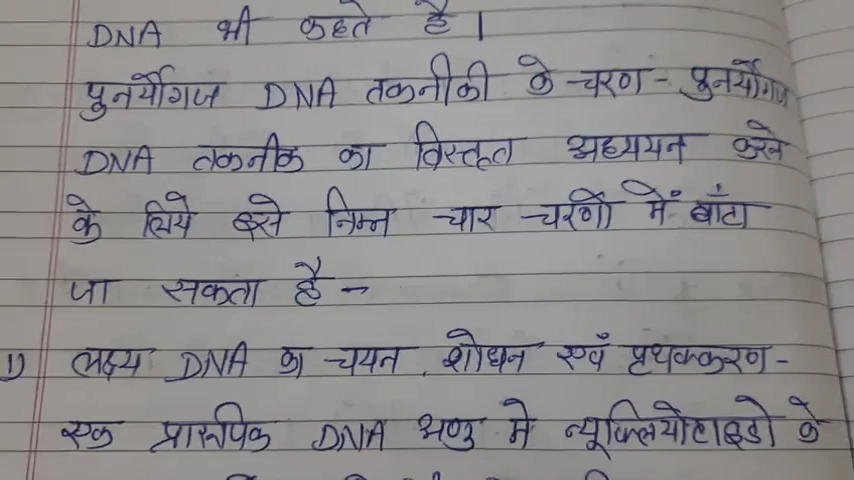 DNA भी कहते है।
पुनर्योगज DNA तकनीकी के चरण - पुनर्योगज
DNA तकनीक का विस्तृत अध्ययन करने
के लिये इसे निम्न चार चरणों में बाँटा
जा सकता है -
1) लक्ष्य DNA का चयन, शोधन एवं पृथक्करण -
एक प्रारूपिक DNA अणु मे न्यूक्लियोटाइडो के